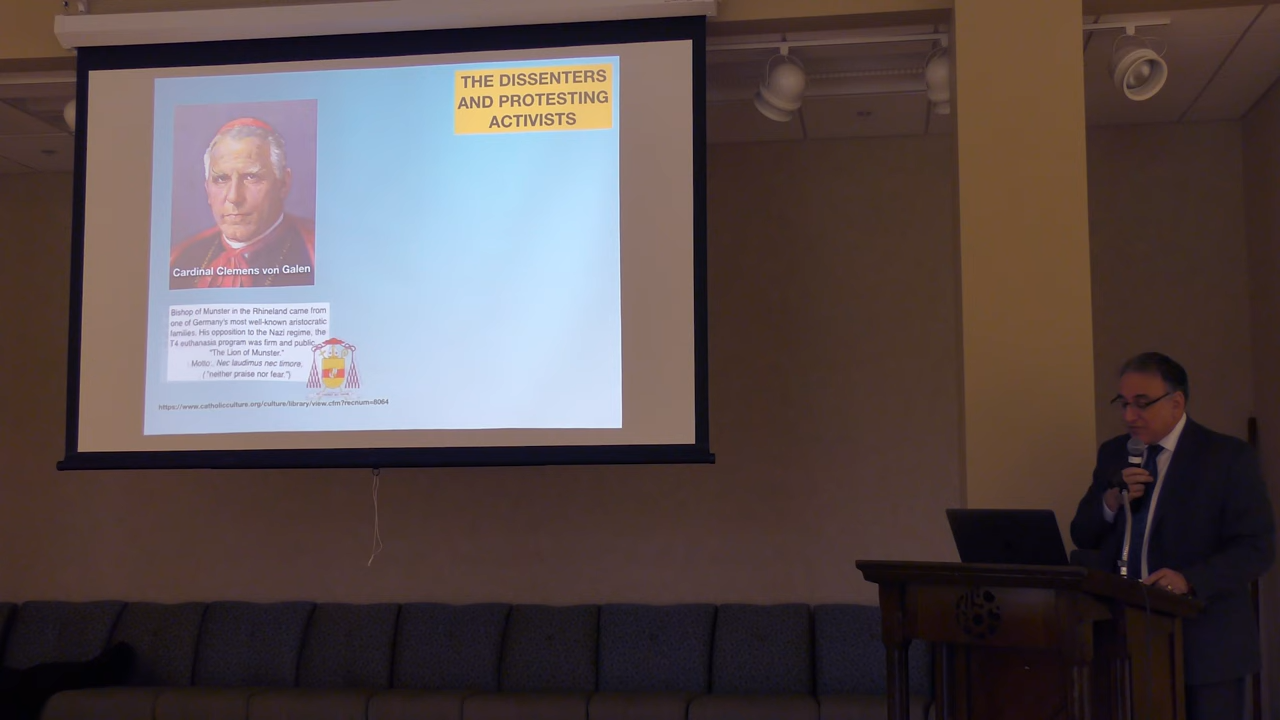 THE DISSENTERS
AND PROTESTING
ACTIVISTS
Cardinal Clemens von Galen
Bishop of Munster in the Rhineland came from
one of Germany's most well-known aristocratic
families. His opposition to the Nazi regime, the
T4 euthanasia program was firm and public.
"The Lion of Munster."
Motto: Nec laudimus nec timore,
( "neither praise nor fear.")
https://www.catholicculture.org/culture/library/view.cfm?recnum=8064